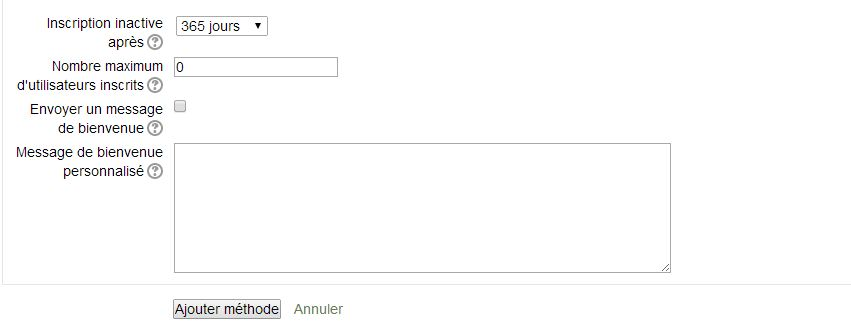 Inscription inactive
après
365 jours
Nombre maximum
d'utilisateurs inscrits
0
Envoyer un message
de bienvenue
Message de bienvenue
personnalisé
Ajouter méthode Annuler